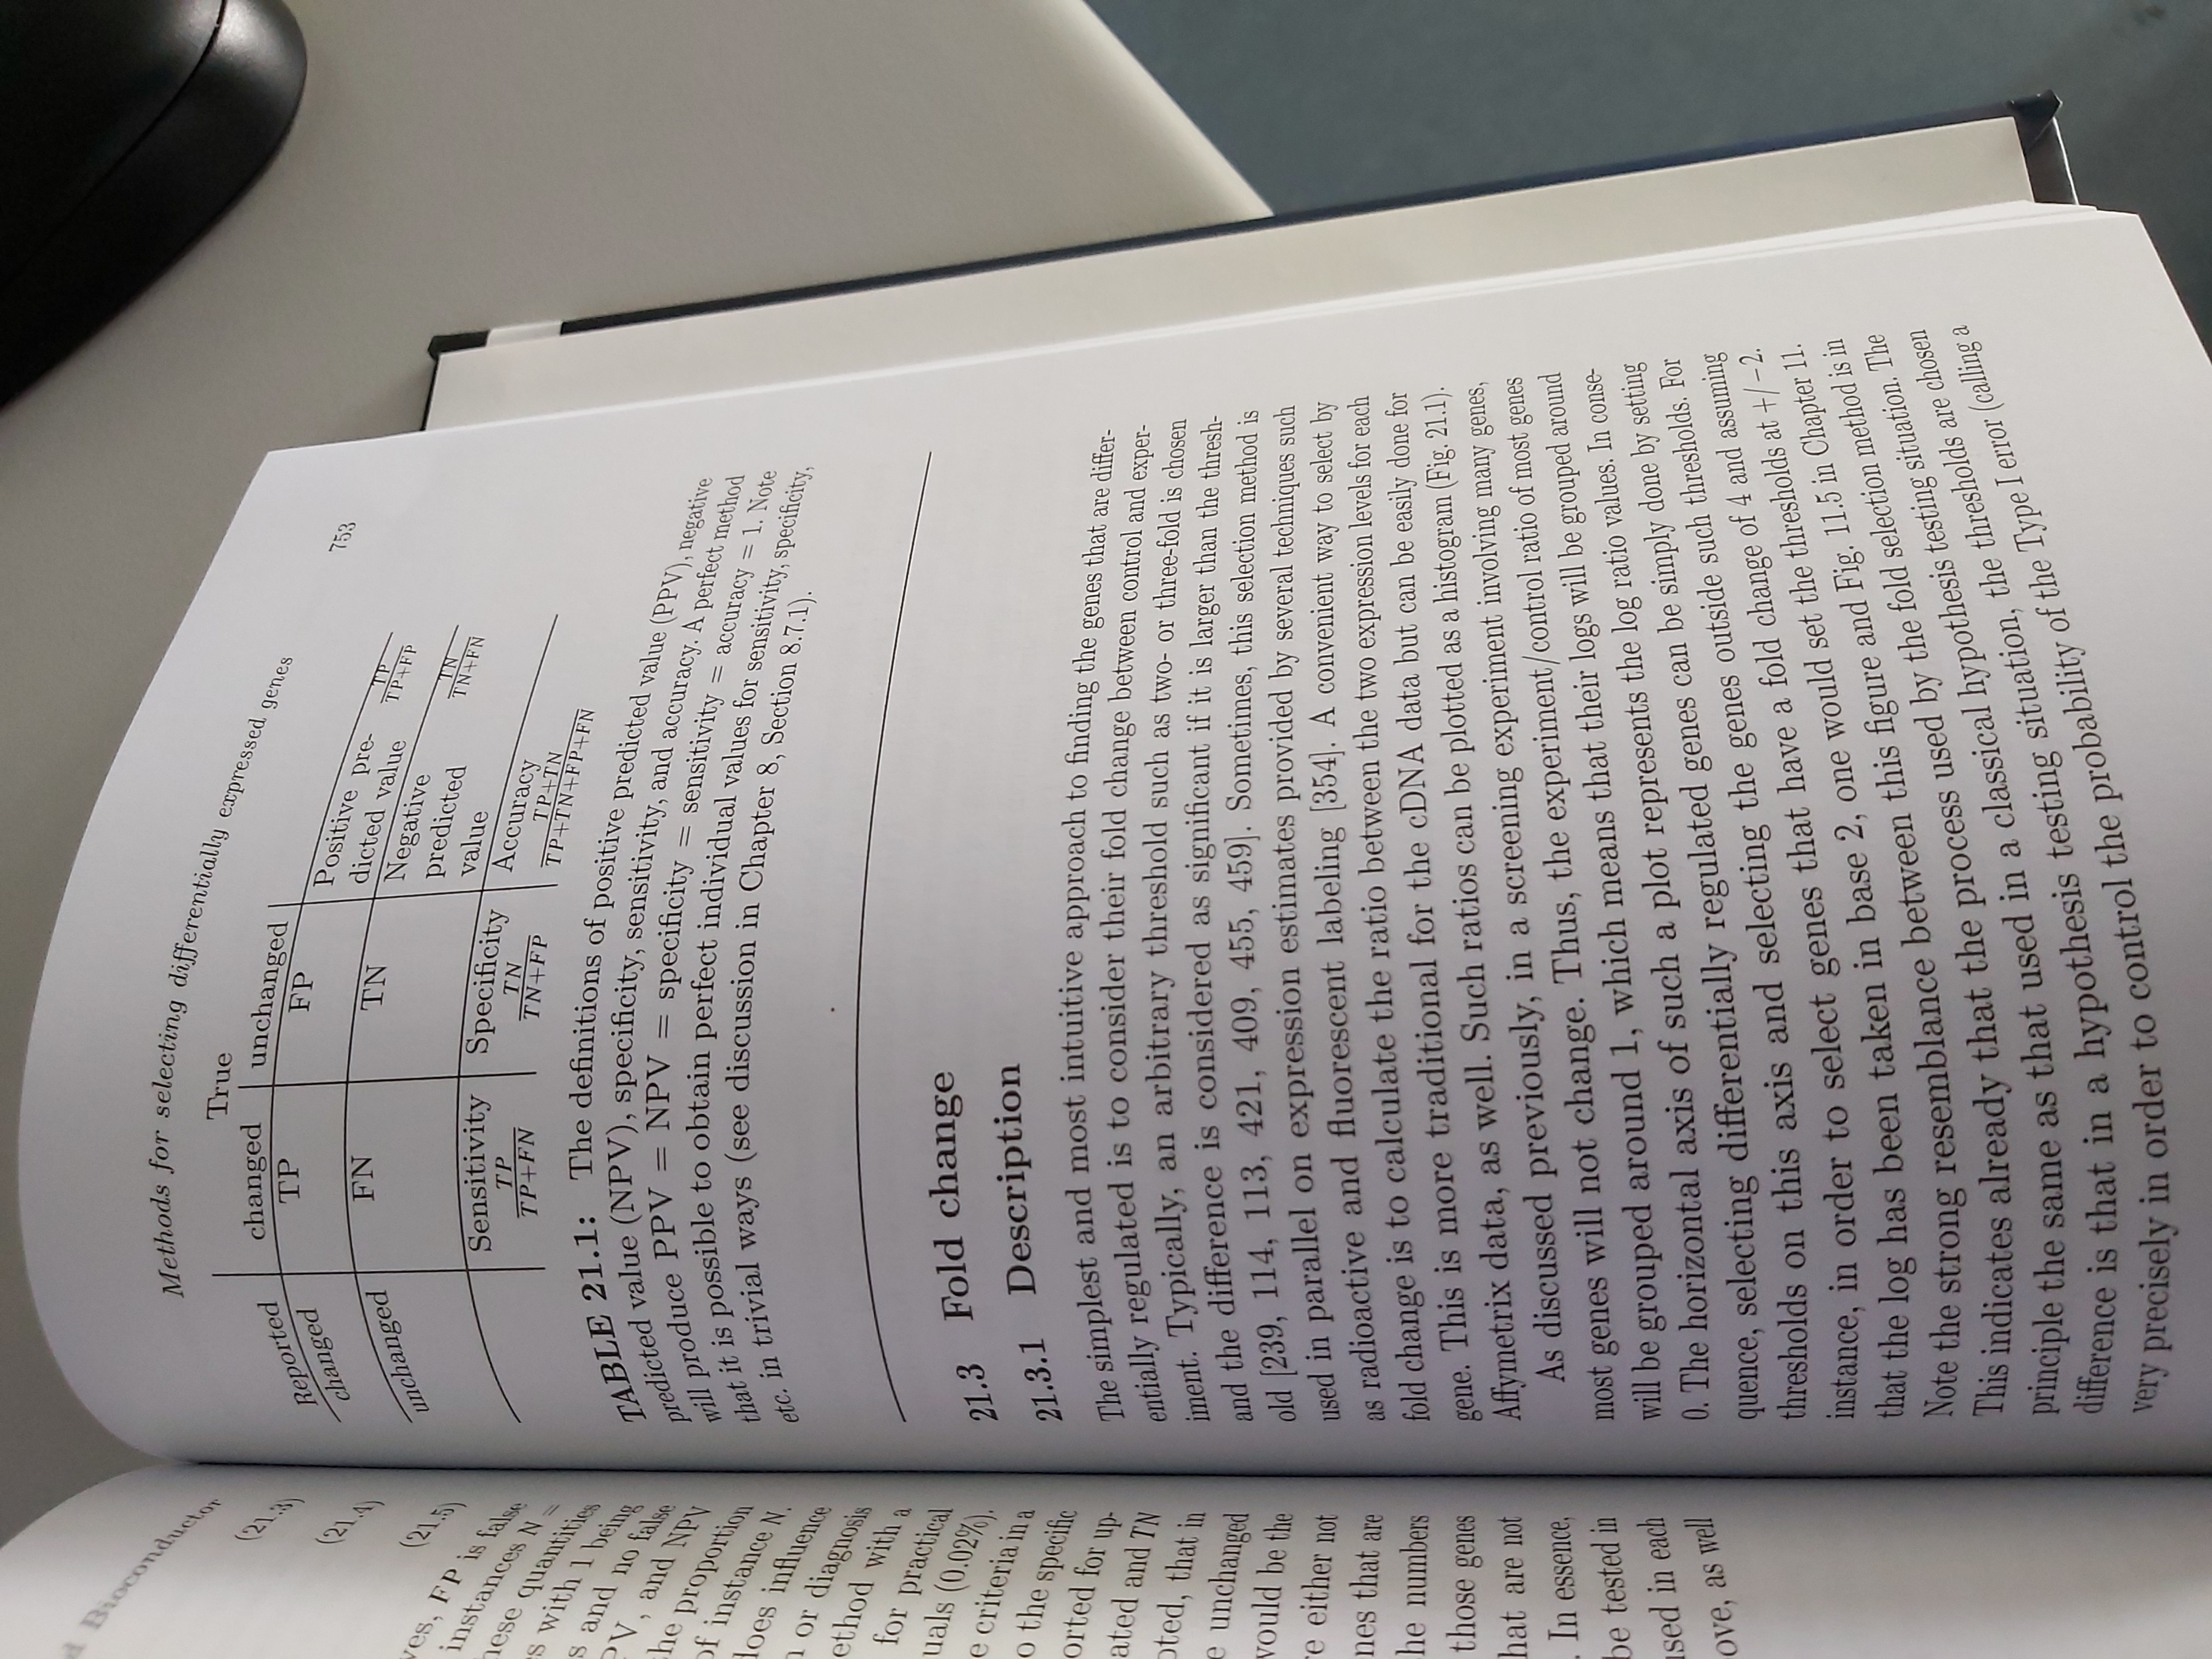 d Bioconductor
(21.3)
(21.4)
(21.5)
ves, FP is false
instances N =
hese quantities
s with 1 being
s and no false
PV, and NPV
he proportion
of instance N.
does influence
n or diagnosis
ethod with a
for practical
uals (0.02%).
e criteria in a
o the specific
orted for up-
ated and TN
oted, that in
e unchanged
would be the
re either not
nes that are
he numbers
those genes
hat are not
. In essence,
be tested in
used in each
ove, as well
Methods for selecting differentially expressed genes
753
True
Reported changed unchanged
changed TP FP Positive pre-
dicted value TP/TP+FP
unchanged FN TN Negative
predicted
value TN/TN+FN
Sensitivity Specificity Accuracy
TP/TP+FN TN/TN+FP TP+TN/TP+TN+FP+FN
TABLE 21.1: The definitions of positive predicted value (PPV), negative
predicted value (NPV), specificity, sensitivity, and accuracy. A perfect method
will produce PPV = NPV = specificity = sensitivity = accuracy = 1. Note
that it is possible to obtain perfect individual values for sensitivity, specificity,
etc. in trivial ways (see discussion in Chapter 8, Section 8.7.1).
21.3 Fold change
21.3.1 Description
The simplest and most intuitive approach to finding the genes that are differ-
entially regulated is to consider their fold change between control and exper-
iment. Typically, an arbitrary threshold such as two- or three-fold is chosen
and the difference is considered as significant if it is larger than the thresh-
old [239, 114, 113, 421, 409, 455, 459]. Sometimes, this selection method is
used in parallel on expression estimates provided by several techniques such
as radioactive and fluorescent labeling [354]. A convenient way to select by
fold change is to calculate the ratio between the two expression levels for each
gene. This is more traditional for the cDNA data but can be easily done for
Affymetrix data, as well. Such ratios can be plotted as a histogram (Fig. 21.1).
As discussed previously, in a screening experiment involving many genes,
most genes will not change. Thus, the experiment/control ratio of most genes
will be grouped around 1, which means that their logs will be grouped around
0. The horizontal axis of such a plot represents the log ratio values. In conse-
quence, selecting differentially regulated genes can be simply done by setting
thresholds on this axis and selecting the genes outside such thresholds. For
instance, in order to select genes that have a fold change of 4 and assuming
that the log has been taken in base 2, one would set the thresholds at +/−2.
Note the strong resemblance between this figure and Fig. 11.5 in Chapter 11.
This indicates already that the process used by the fold selection method is in
principle the same as that used in a classical hypothesis testing situation. The
difference is that in a hypothesis testing situation, the thresholds are chosen
very precisely in order to control the probability of the Type I error (calling a